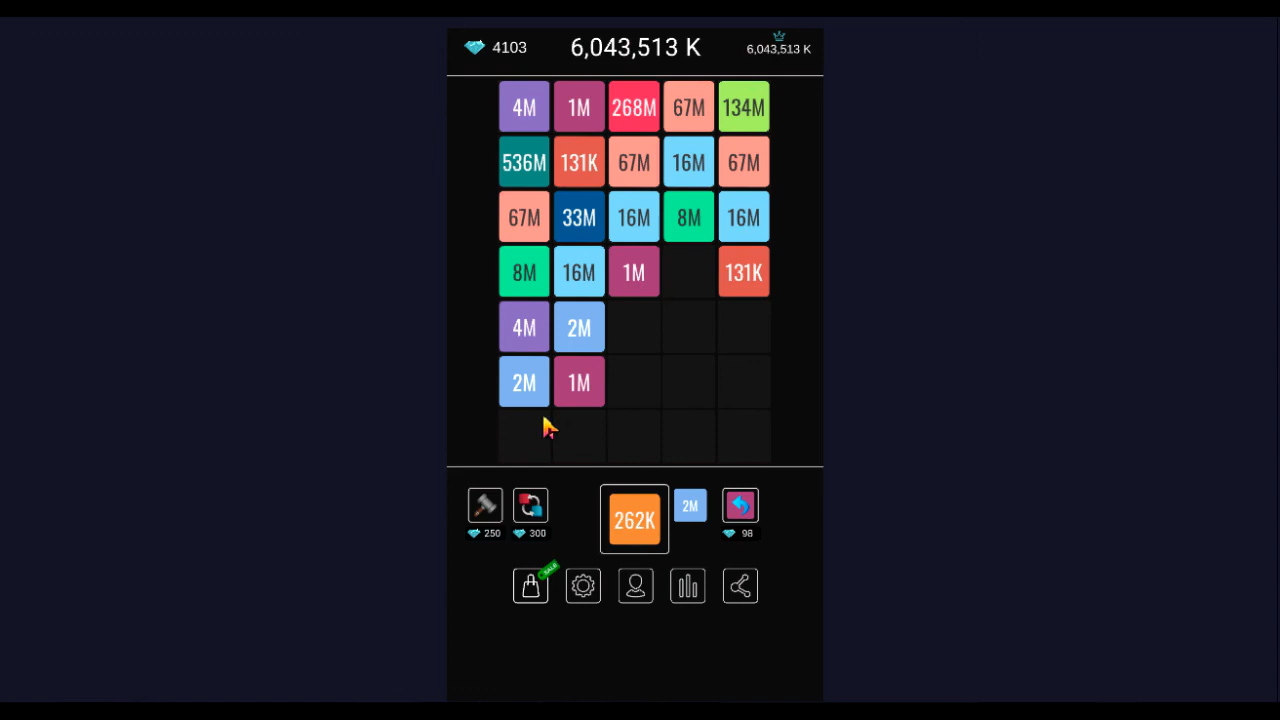 4103 6,043,513 K 6,043,513 K
4M 1M 268M 67M 134M
536M 131K 67M 16M 67M
67M 33M 16M 8M 16M
8M 16M 1M 131K
4M 2M
2M 1M
262K 2M
250 300 98
SALE